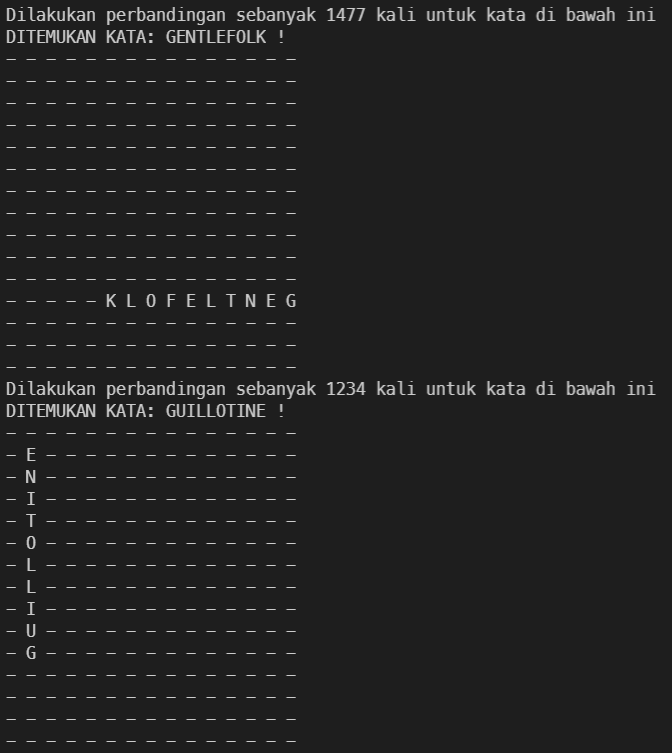 Dilakukan perbandingan sebanyak 1477 kali untuk kata di bawah ini
DITEMUKAN KATA: GENTLEFOLK !
- - - - - - - - - - - - - - -
- - - - - - - - - - - - - - -
- - - - - - - - - - - - - - -
- - - - - - - - - - - - - - -
- - - - - - - - - - - - - - -
- - - - - - - - - - - - - - -
- - - - - - - - - - - - - - -
- - - - - - - - - - - - - - -
- - - - - - - - - - - - - - -
- - - - - - - - - - - - - - -
- - - - - - - - - - - - - - -
- - - - - K L O F E L T N E G
- - - - - - - - - - - - - - -
- - - - - - - - - - - - - - -
- - - - - - - - - - - - - - -
Dilakukan perbandingan sebanyak 1234 kali untuk kata di bawah ini
DITEMUKAN KATA: GUILLOTINE !
- - - - - - - - - - - - - - -
- E - - - - - - - - - - - - -
- N - - - - - - - - - - - - -
- I - - - - - - - - - - - - -
- T - - - - - - - - - - - - -
- O - - - - - - - - - - - - -
- L - - - - - - - - - - - - -
- L - - - - - - - - - - - - -
- I - - - - - - - - - - - - -
- U - - - - - - - - - - - - -
- G - - - - - - - - - - - - -
- - - - - - - - - - - - - - -
- - - - - - - - - - - - - - -
- - - - - - - - - - - - - - -
- - - - - - - - - - - - - - -